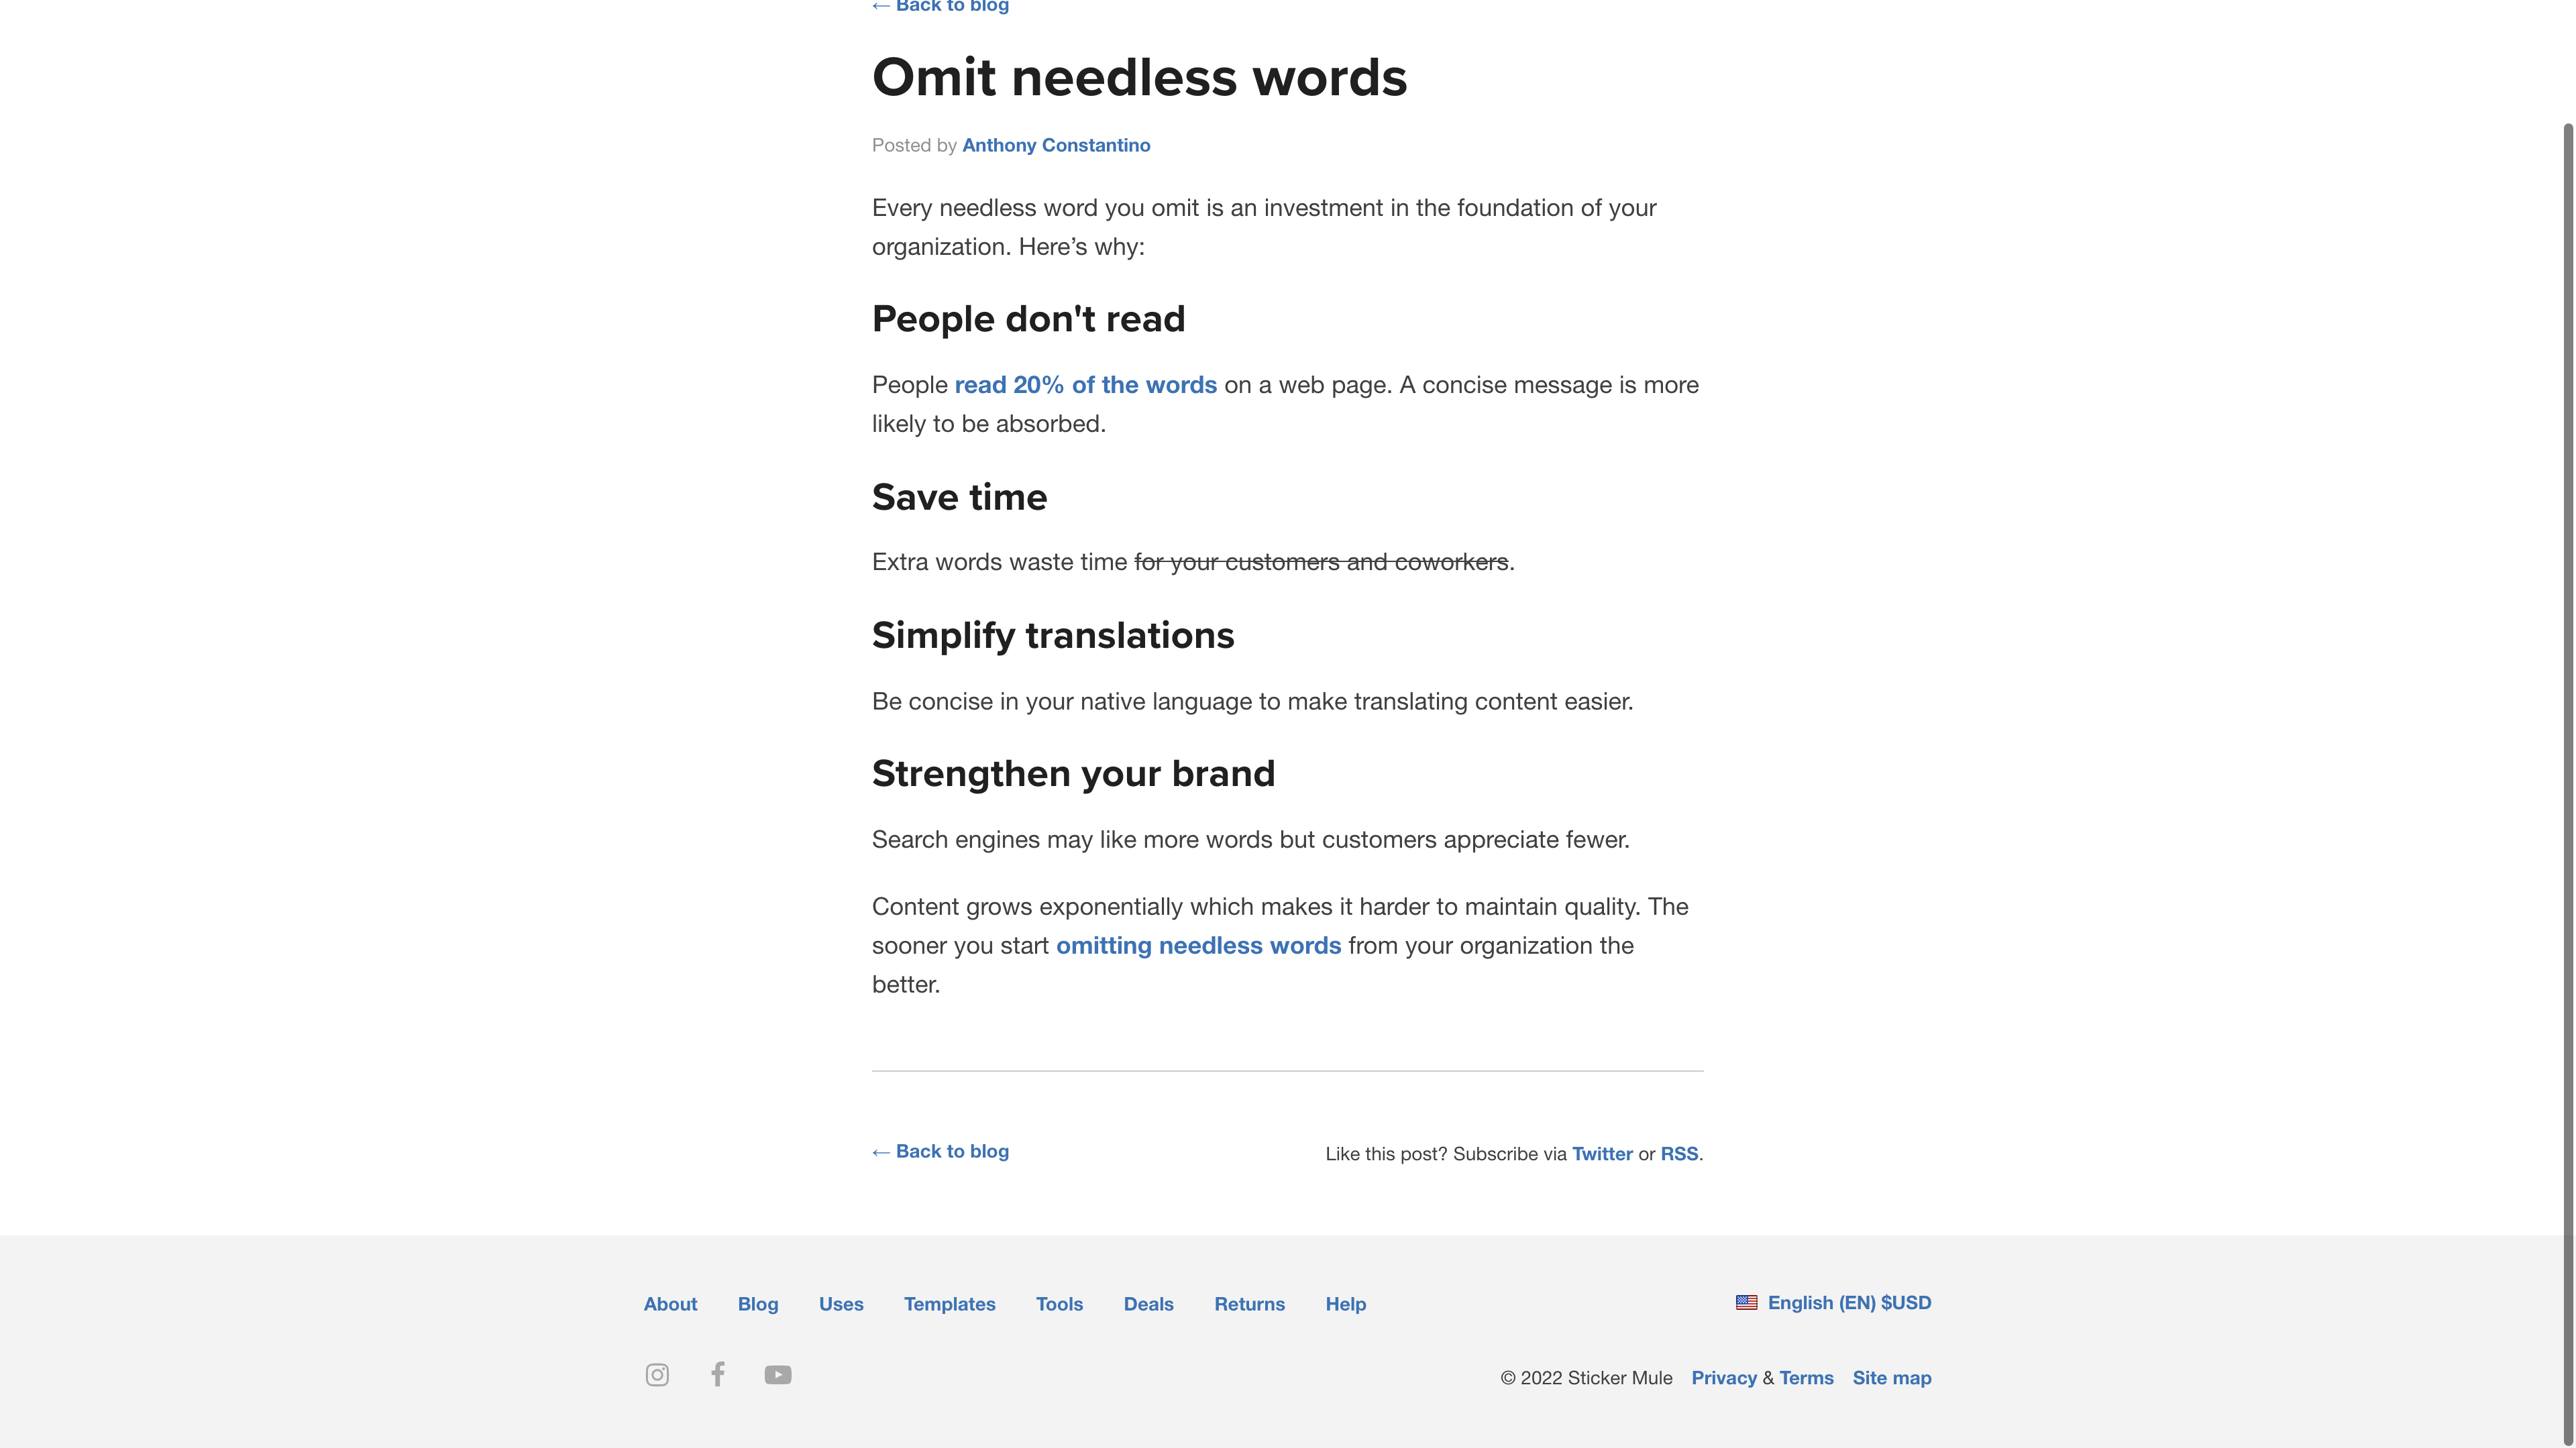 ← Back to blog
Omit needless words
Posted by Anthony Constantino
Every needless word you omit is an investment in the foundation of your
organization. Here’s why:
People don't read
People read 20% of the words on a web page. A concise message is more
likely to be absorbed.
Save time
Extra words waste time for your customers and coworkers.
Simplify translations
Be concise in your native language to make translating content easier.
Strengthen your brand
Search engines may like more words but customers appreciate fewer.
Content grows exponentially which makes it harder to maintain quality. The
sooner you start omitting needless words from your organization the
better.
← Back to blog
Like this post? Subscribe via Twitter or RSS.
About Blog Uses Templates Tools Deals Returns Help
English (EN) $USD
© 2022 Sticker Mule Privacy & Terms Site map